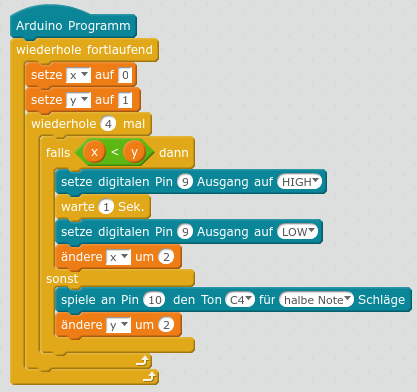 Arduino Programm
wiederhole fortlaufend
setze x auf 0
setze y auf 1
wiederhole 4 mal
falls x < y dann
setze digitalen Pin 9 Ausgang auf HIGH
warte 1 Sek.
setze digitalen Pin 9 Ausgang auf LOW
ändere x um 2
sonst
spiele an Pin 10 den Ton C4 für halbe Note Schläge
ändere y um 2